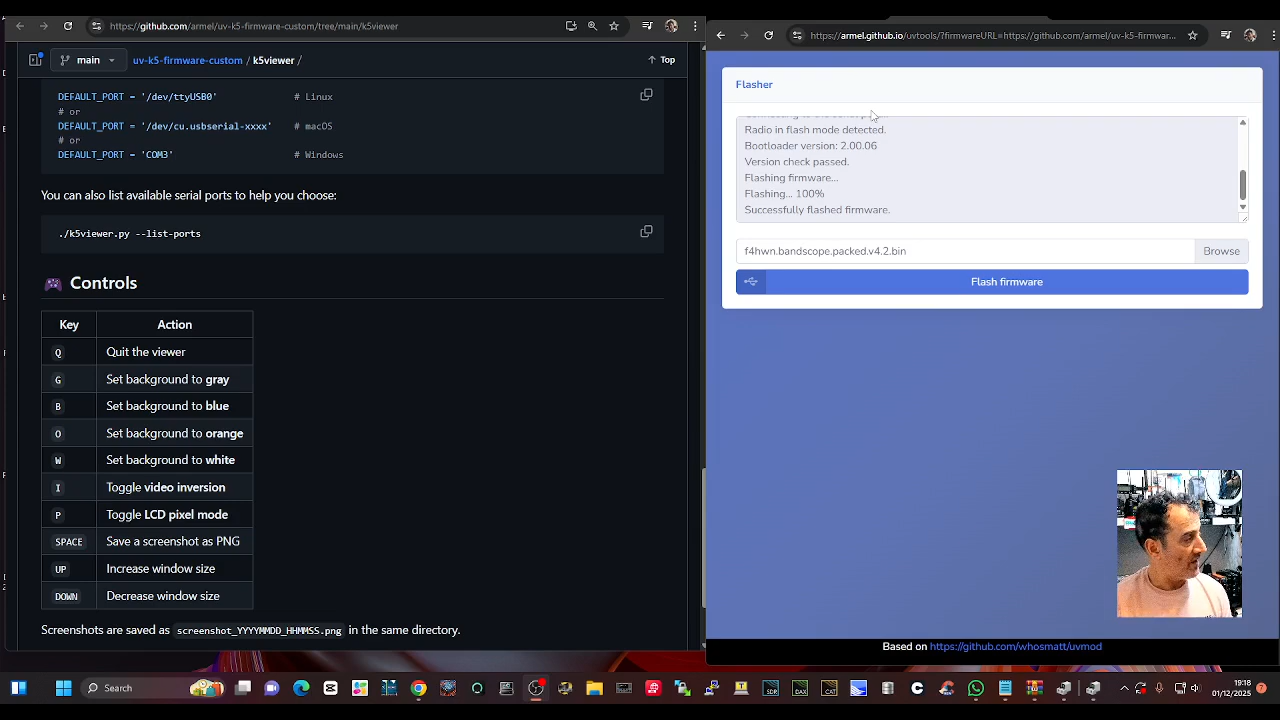 https://github.com/armel/uv-k5-firmware-custom/tree/main/k5viewer
main
uv-k5-firmware-custom / k5viewer /
Top
DEFAULT_PORT = '/dev/ttyUSB0' # Linux
# or
DEFAULT_PORT = '/dev/cu.usbserial-xxxx' # macOS
# or
DEFAULT_PORT = 'COM3' # Windows
You can also list available serial ports to help you choose:
./k5viewer.py --list-ports
Controls
Key Action
Q Quit the viewer
G Set background to gray
B Set background to blue
O Set background to orange
W Set background to white
I Toggle video inversion
P Toggle LCD pixel mode
SPACE Save a screenshot as PNG
UP Increase window size
DOWN Decrease window size
Screenshots are saved as screenshot_YYYYMMDD_HHMMSS.png in the same directory.
https://armel.github.io/uvtools/?firmwareURL=https://github.com/armel/uv-k5-firmwar...
Flasher
Radio in flash mode detected.
Bootloader version: 2.00.06
Version check passed.
Flashing firmware...
Flashing... 100%
Successfully flashed firmware.
f4hwn.bandscope.packed.v4.2.bin
Browse
Flash firmware
Based on https://github.com/whosmatt/uvmod
Search
SDR
DAX
CAT
19:18
01/12/2025